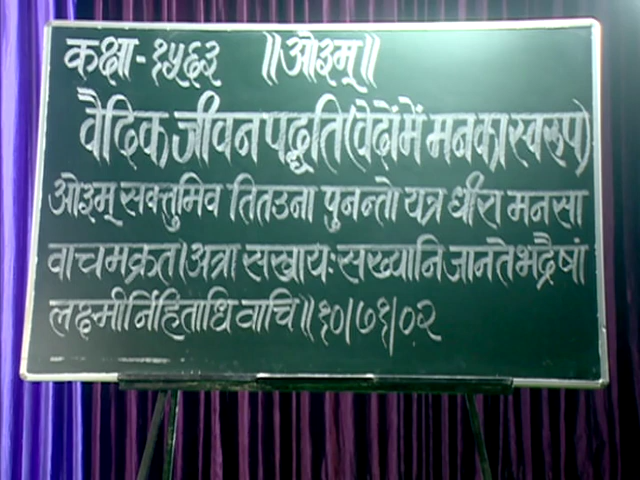 कक्षा-१५६३ ॥ओ३म्॥
वैदिक जीवन पद्धति(वेदोंमें मनका स्वरूप)
ओ३म् सक्तुमिव तितउना पुनन्तो यत्र धीरा मनसा
वाचमक्रत।अत्रा सखायः सख्यानि जानते भद्रैषां
लक्ष्मीर्निहिताधि वाचि॥१०/७१/०२